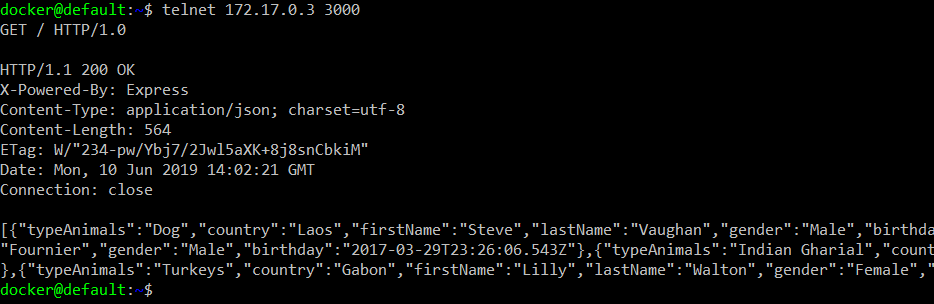 docker@default:~$ telnet 172.17.0.3 3000
GET / HTTP/1.0
HTTP/1.1 200 OK
X-Powered-By: Express
Content-Type: application/json; charset=utf-8
Content-Length: 564
ETag: W/"234-pw/Ybj7/2Jwl5aXK+8j8snCbkiM"
Date: Mon, 10 Jun 2019 14:02:21 GMT
Connection: close
[{"typeAnimals":"Dog","country":"Laos","firstName":"Steve","lastName":"Vaughan","gender":"Male","birthda
"Fournier","gender":"Male","birthday":"2017-03-29T23:26:06.543Z"},{"typeAnimals":"Indian Gharial","count
},{"typeAnimals":"Turkeys","country":"Gabon","firstName":"Lilly","lastName":"Walton","gender":"Female","
docker@default:~$